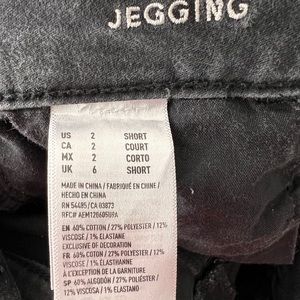 JEGGING
US 2 SHORT
CA 2 COURT
MX 2 CORTO
UK 6 SHORT
MADE IN CHINA / FABRIQUÉ EN CHINE /
HECHO EN CHINA
RN 54485 / CA 03873
RFC# AEM120605U9A
EN 60% COTTON / 27% POLYESTER / 12%
VISCOSE / 1% ELASTANE
EXCLUSIVE OF DECORATION
FR 60% COTON / 27% POLYESTER / 12%
VISCOSE / 1% ÉLASTHANNE
À L'EXCEPTION DE LA GARNITURE
SP 60% ALGODÓN / 27% POLIÉSTER /
12% VISCOSA / 1% ELASTANO